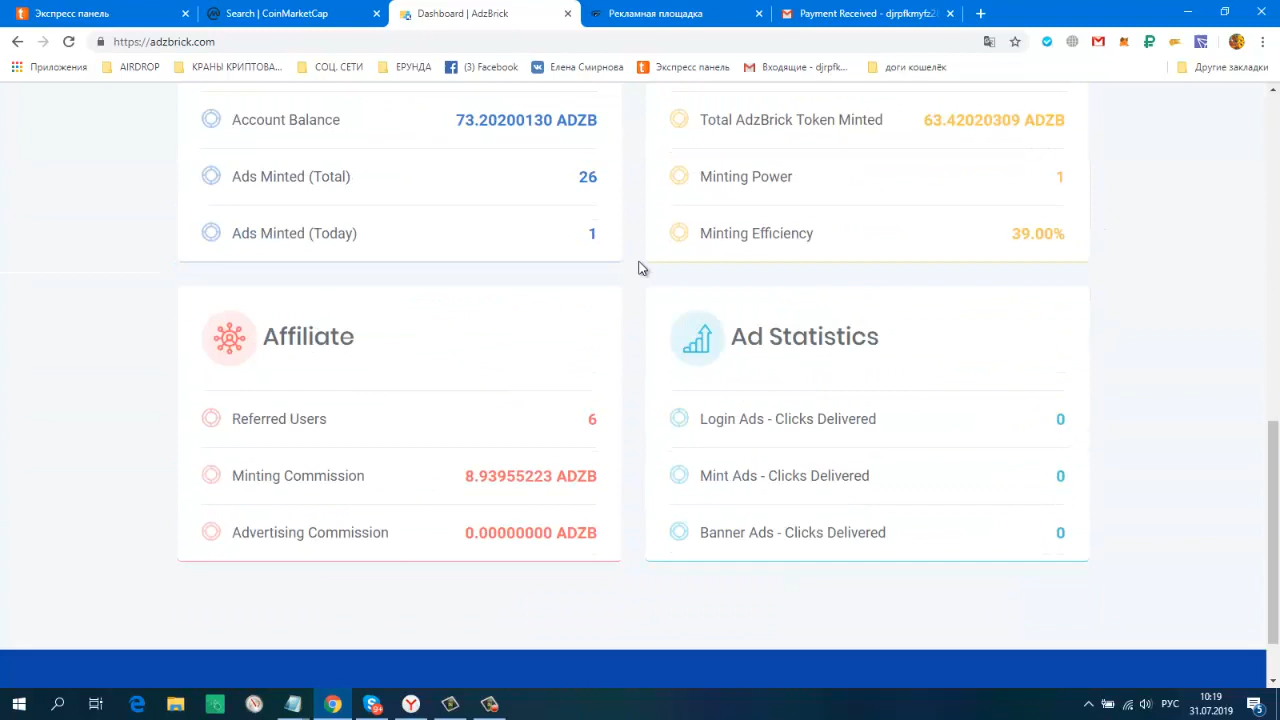 Экспресс панель
Search | CoinMarketCap
Dashboard | AdzBrick
Рекламная площадка
Payment Received - djrpfkmyfz2
https://adzbrick.com
Приложения
AIRDROP
КРАНЫ КРИПТОВА...
СОЦ. СЕТИ
ЕРУНДА
(3) Facebook
Елена Смирнова
Экспресс панель
Входящие - djrpfk...
доги кошелёк
Другие закладки
Account Balance 73.20200130 ADZB
Ads Minted (Total) 26
Ads Minted (Today) 1
Total AdzBrick Token Minted 63.42020309 ADZB
Minting Power 1
Minting Efficiency 39.00%
Affiliate
Referred Users 6
Minting Commission 8.93955223 ADZB
Advertising Commission 0.00000000 ADZB
Ad Statistics
Login Ads - Clicks Delivered 0
Mint Ads - Clicks Delivered 0
Banner Ads - Clicks Delivered 0
РУС
10:19
31.07.2019